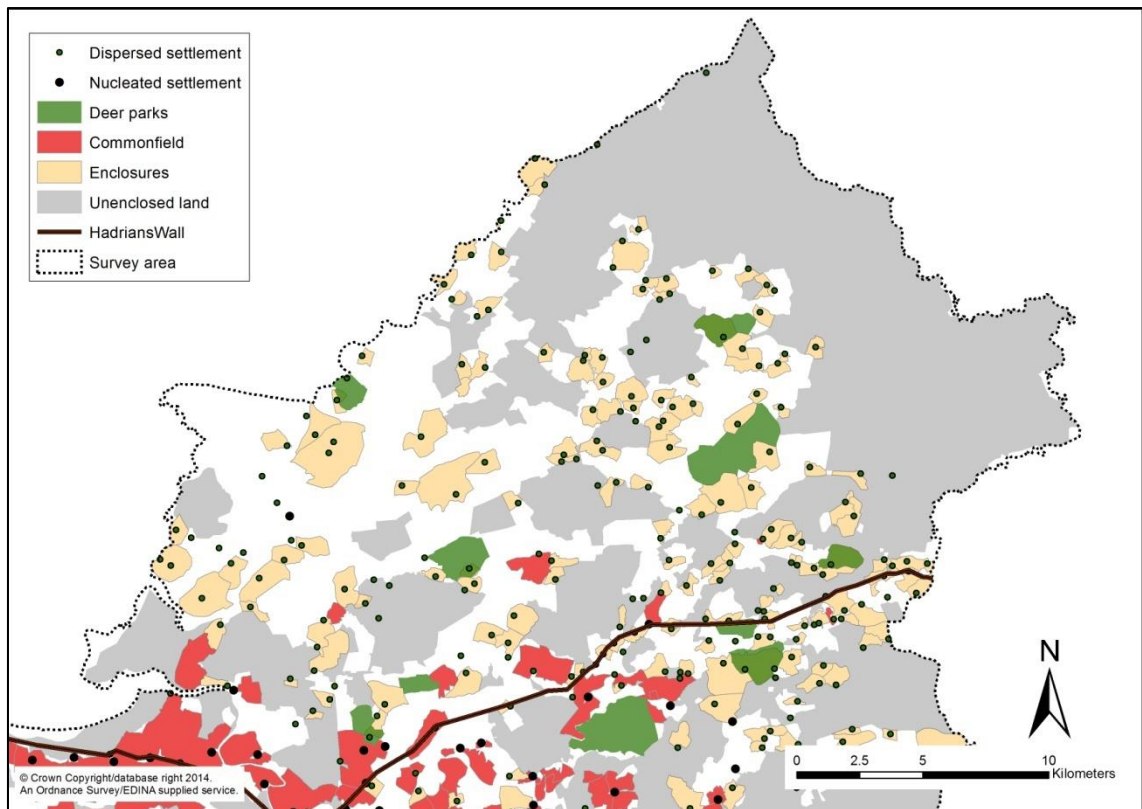 Dispersed settlement
Nucleated settlement
Deer parks
Commonfield
Enclosures
Unenclosed land
HadriansWall
Survey area
N
0 2.5 5 10
Kilometers
© Crown Copyright/database right 2014.
An Ordnance Survey/EDINA supplied service.